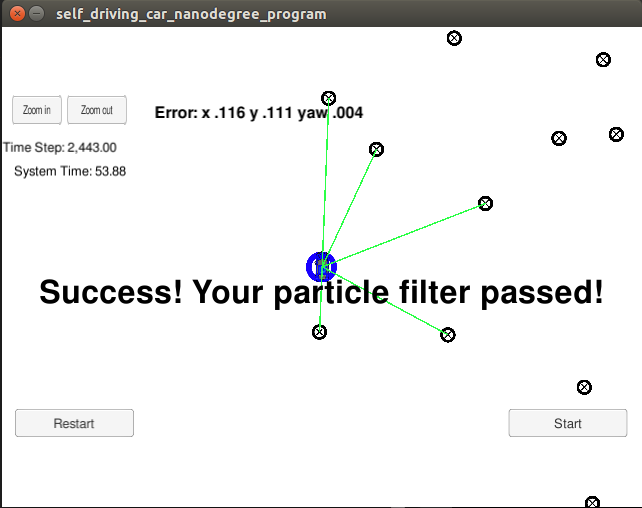 self_driving_car_nanodegree_program
Zoom in
Zoom out
Error: x .116 y .111 yaw .004
Time Step: 2,443.00
System Time: 53.88
Success! Your particle filter passed!
Restart
Start